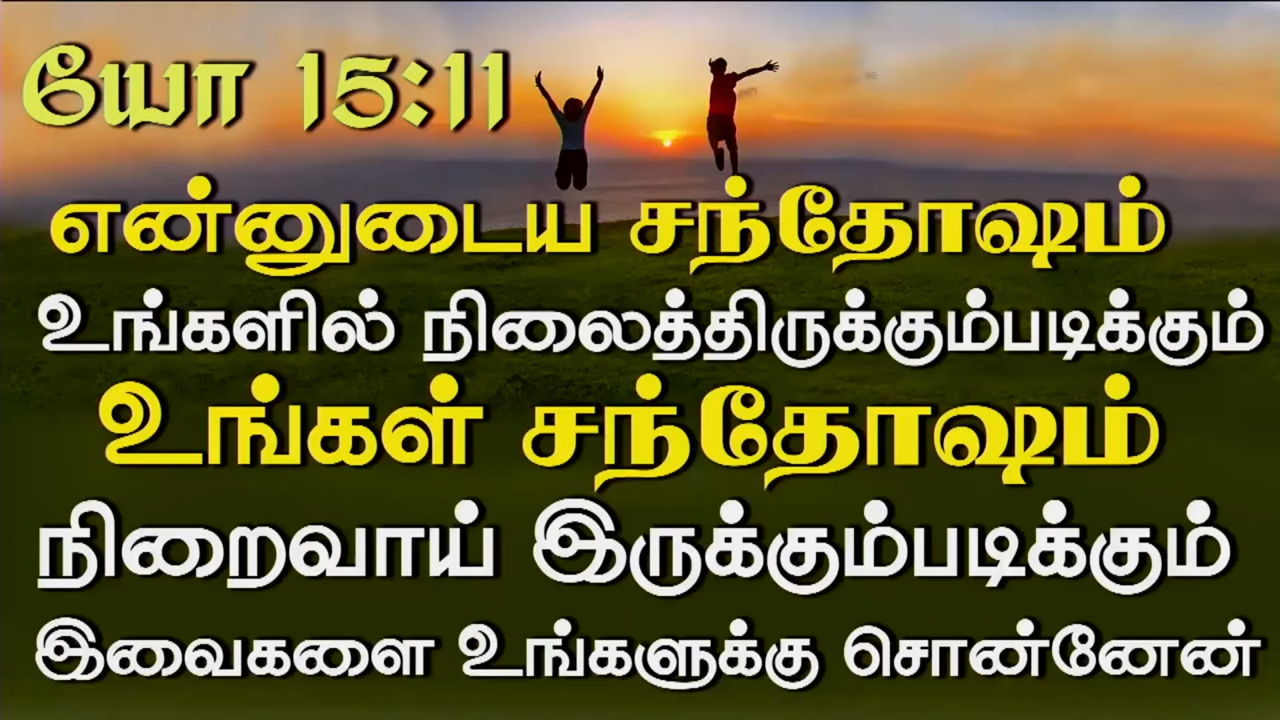 யோ 15:11
என்னுடைய சந்தோஷம்
உங்களில் நிலைத்திருக்கும்படிக்கும்
உங்கள் சந்தோஷம்
நிறைவாய் இருக்கும்படிக்கும்
இவைகளை உங்களுக்கு சொன்னேன்